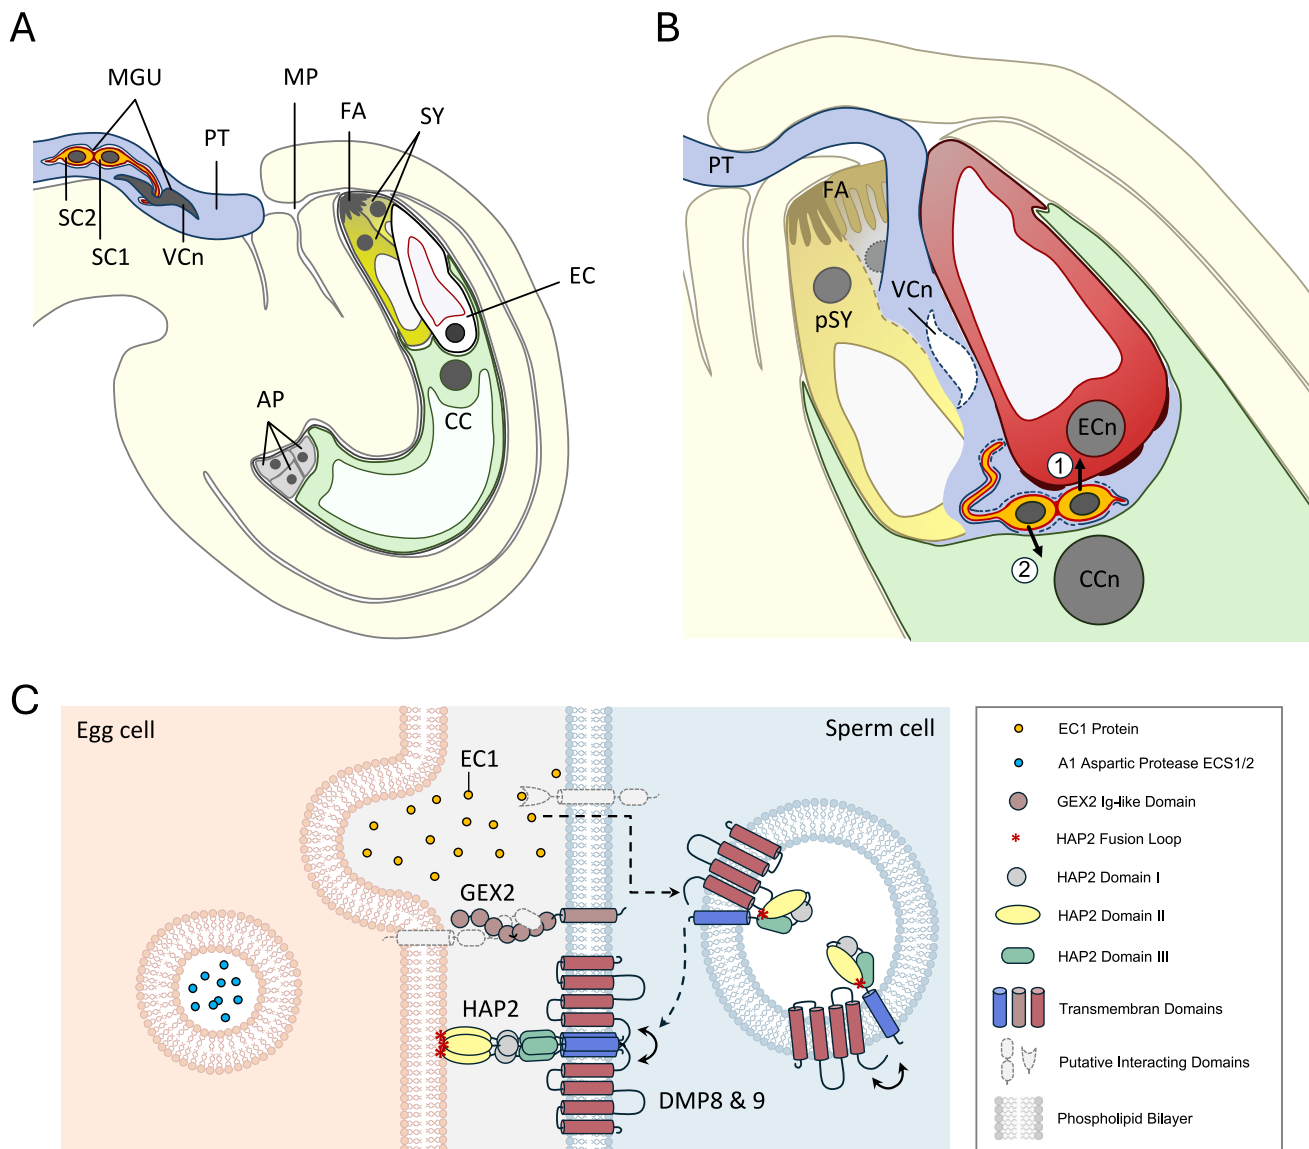 A
MGU
MP
FA
SY
PT
SC2
SC1
VCn
EC
AP
CC
B
PT
FA
VCn
pSY
ECn
1
2
CCn
C
Egg cell
Sperm cell
EC1
GEX2
HAP2
DMP8 & 9
EC1 Protein
A1 Aspartic Protease ECS1/2
GEX2 Ig-like Domain
HAP2 Fusion Loop
HAP2 Domain I
HAP2 Domain II
HAP2 Domain III
Transmembran Domains
Putative Interacting Domains
Phospholipid Bilayer